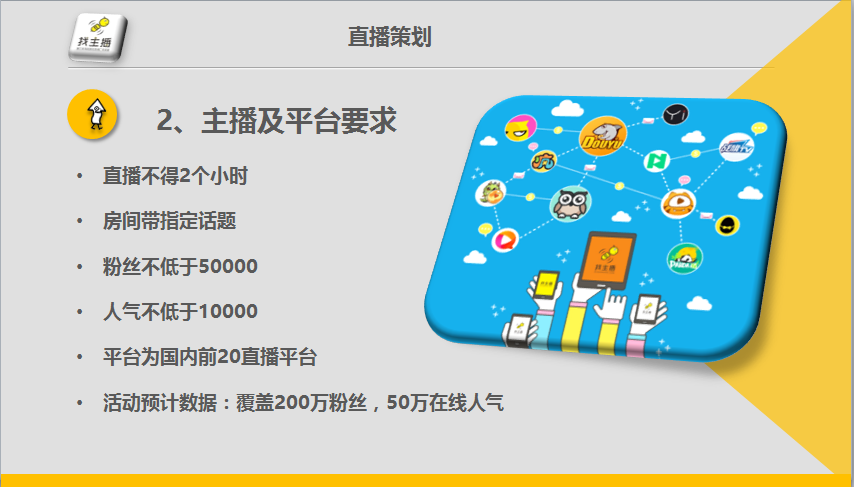 找主播
直播策划
2、主播及平台要求
• 直播不得2个小时
• 房间带指定话题
• 粉丝不低于50000
• 人气不低于10000
• 平台为国内前20直播平台
• 活动预计数据：覆盖200万粉丝，50万在线人气
DOUYU
找主播